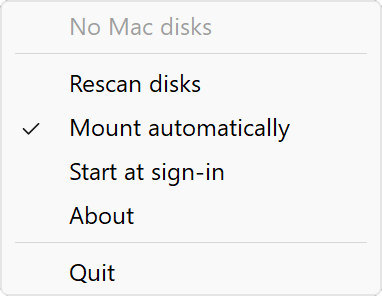 No Mac disks
Rescan disks
Mount automatically
Start at sign-in
About
Quit